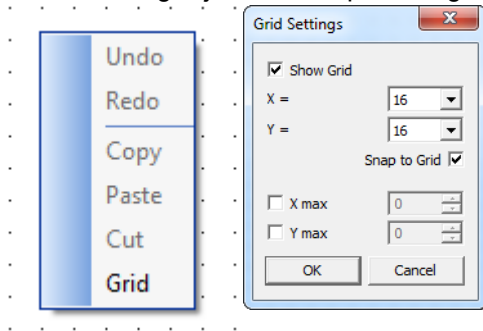 Undo
Redo
Copy
Paste
Cut
Grid
Grid Settings
Show Grid
X = 16
Y = 16
Snap to Grid
X max 0
Y max 0
OK Cancel